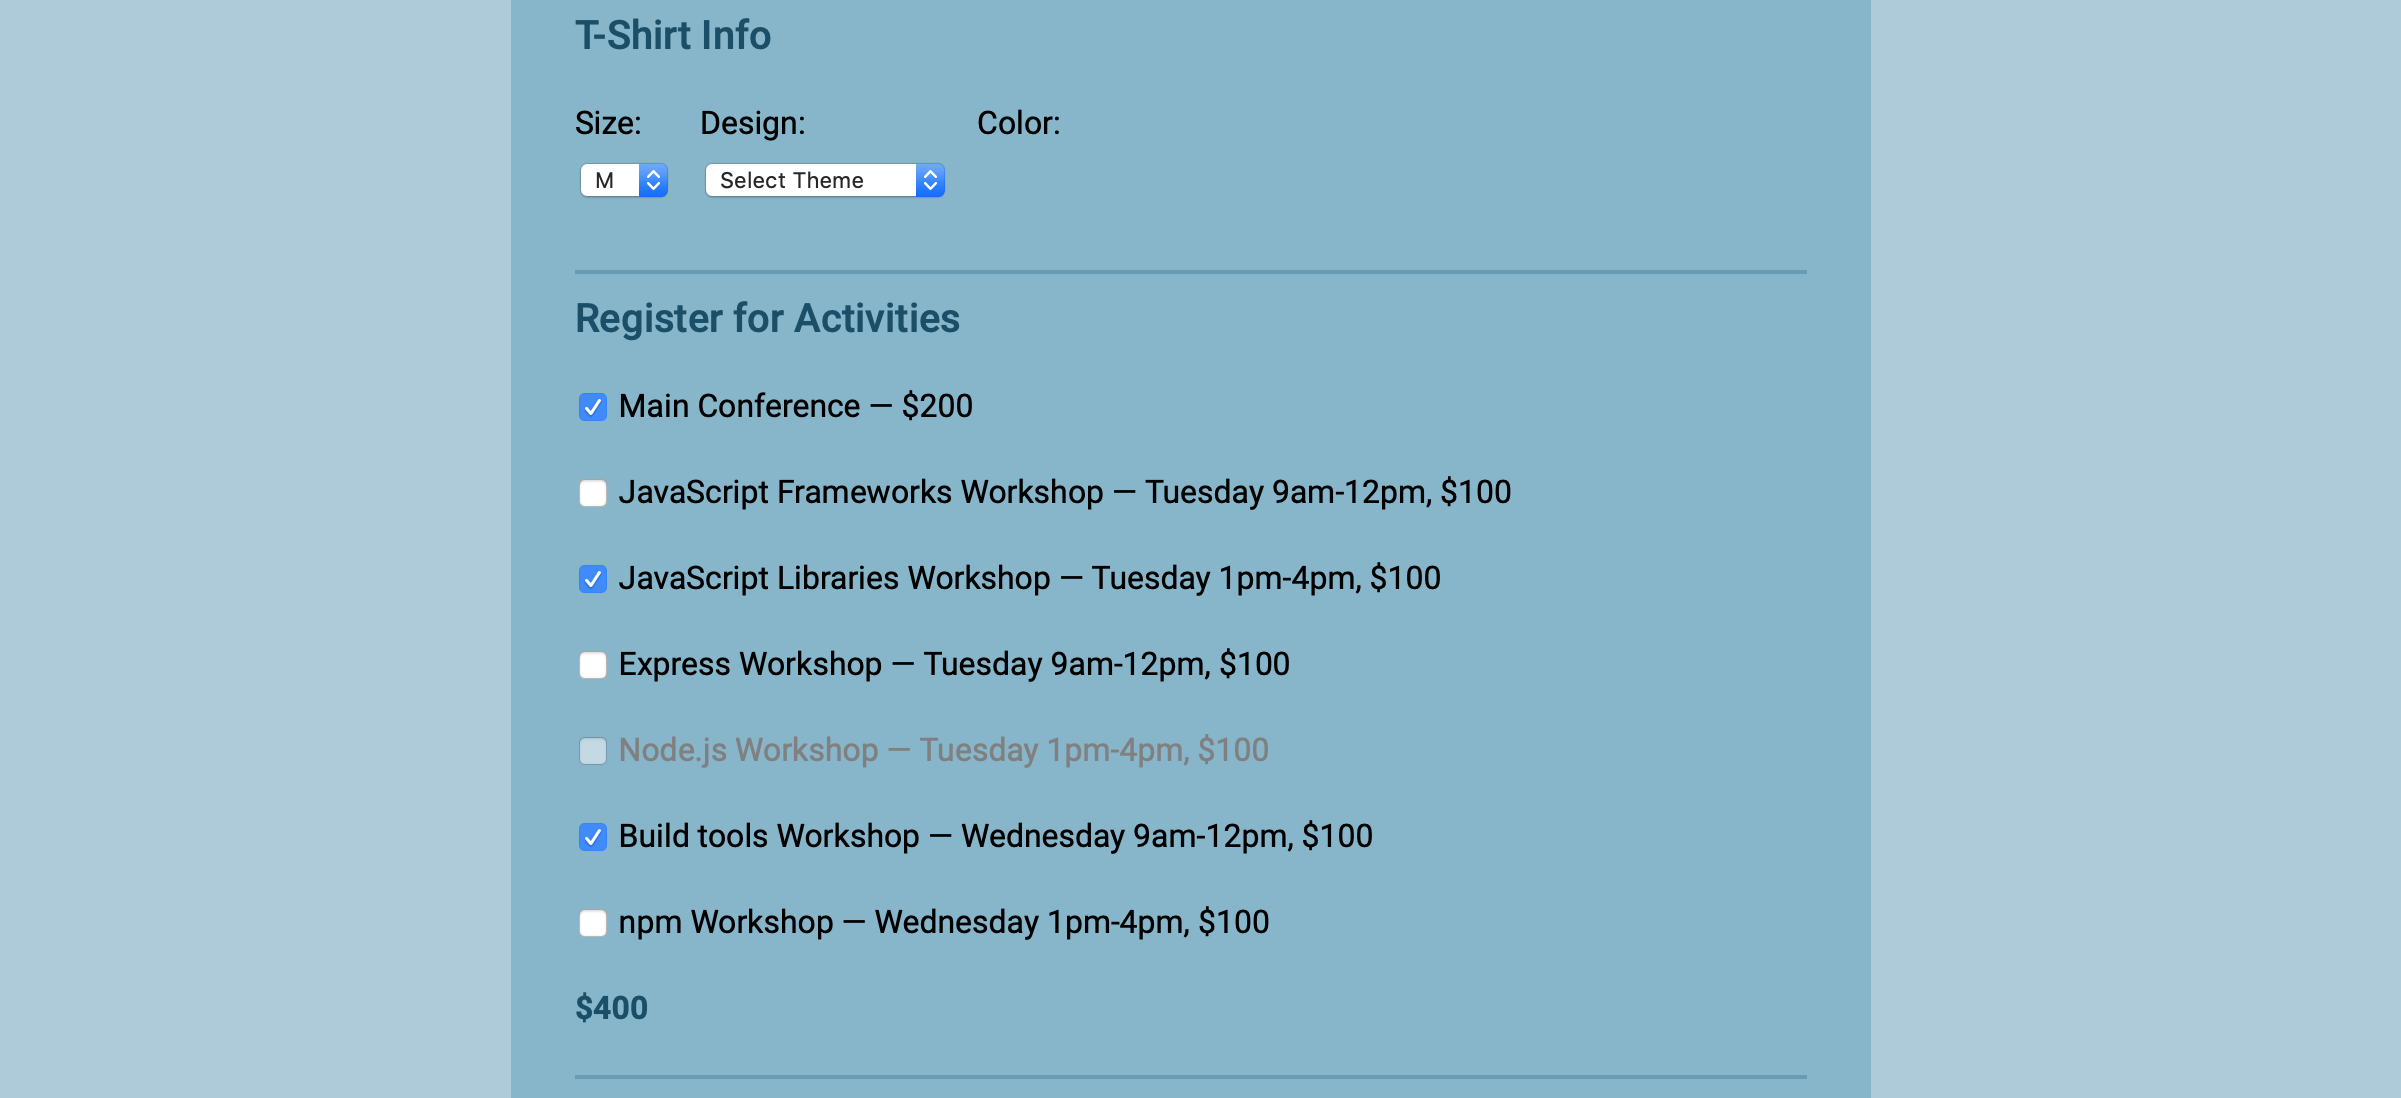 T-Shirt Info
Size: Design: Color:
M Select Theme
Register for Activities
Main Conference — $200
JavaScript Frameworks Workshop — Tuesday 9am-12pm, $100
JavaScript Libraries Workshop — Tuesday 1pm-4pm, $100
Express Workshop — Tuesday 9am-12pm, $100
Node.js Workshop — Tuesday 1pm-4pm, $100
Build tools Workshop — Wednesday 9am-12pm, $100
npm Workshop — Wednesday 1pm-4pm, $100
$400